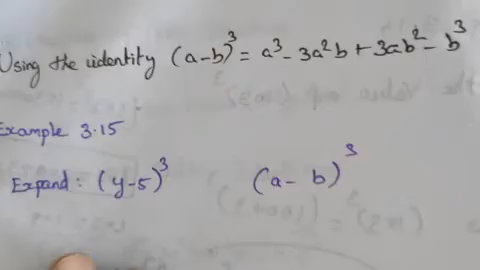 Using the identity (a-b)³ = a³ - 3a²b + 3ab² - b³
Example 3.15
Expand: (y-5)³ (a- b)³